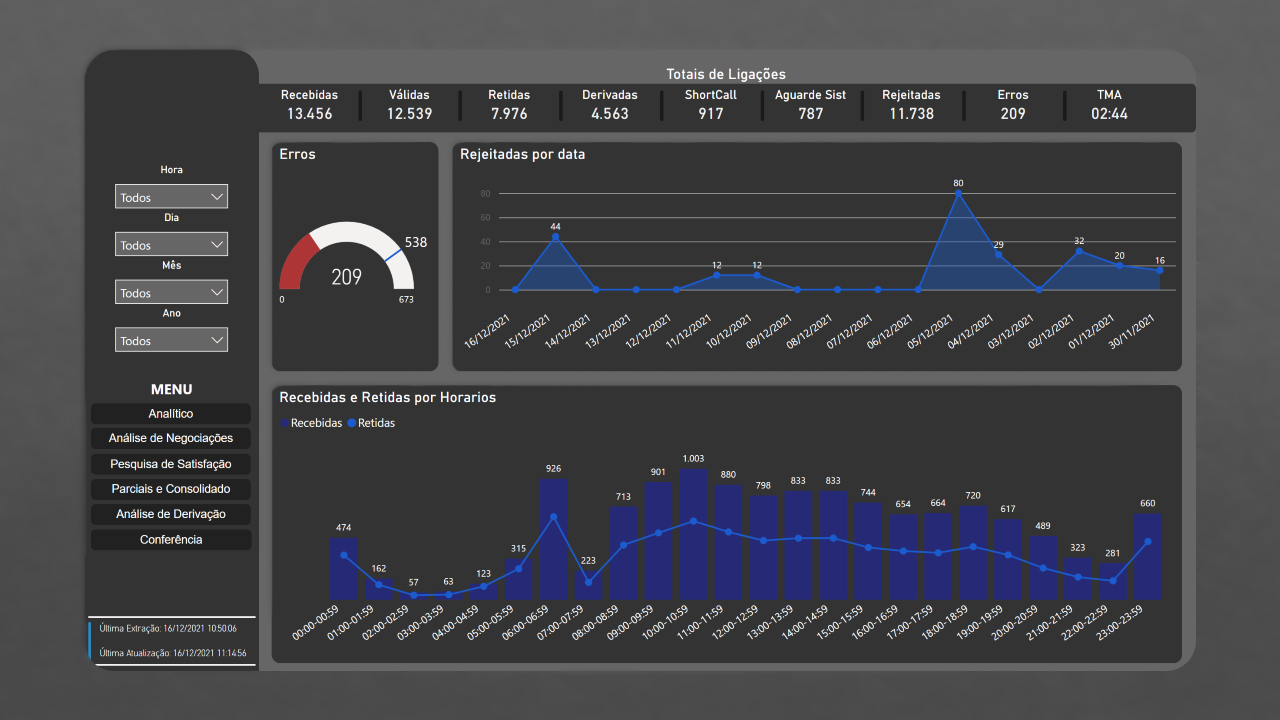 Totais de Ligações
Recebidas Válidas Retidas Derivadas ShortCall Aguarde Sist Rejeitadas Erros TMA
13.456 12.539 7.976 4.563 917 787 11.738 209 02:44
Hora
Todos
Dia
Todos
Mês
Todos
Ano
Todos
MENU
Analítico
Análise de Negociações
Pesquisa de Satisfação
Parciais e Consolidado
Análise de Derivação
Conferência
Última Extração: 16/12/2021 10:50:06
Última Atualização: 16/12/2021 11:14:56
Erros
538
209
0 673
Rejeitadas por data
80
60
40
20
0
44 12 12 80 29 32 20 16
16/12/2021 15/12/2021 14/12/2021 13/12/2021 12/12/2021 11/12/2021 10/12/2021 09/12/2021 08/12/2021 07/12/2021 06/12/2021 05/12/2021 04/12/2021 03/12/2021 02/12/2021 01/12/2021 30/11/2021
Recebidas e Retidas por Horarios
Recebidas Retidas
474 162 57 63 123 315 926 223 713 901 1.003 880 798 833 833 744 654 664 720 617 489 323 281 660
00:00-00:59 01:00-01:59 02:00-02:59 03:00-03:59 04:00-04:59 05:00-05:59 06:00-06:59 07:00-07:59 08:00-08:59 09:00-09:59 10:00-10:59 11:00-11:59 12:00-12:59 13:00-13:59 14:00-14:59 15:00-15:59 16:00-16:59 17:00-17:59 18:00-18:59 19:00-19:59 20:00-20:59 21:00-21:59 22:00-22:59 23:00-23:59